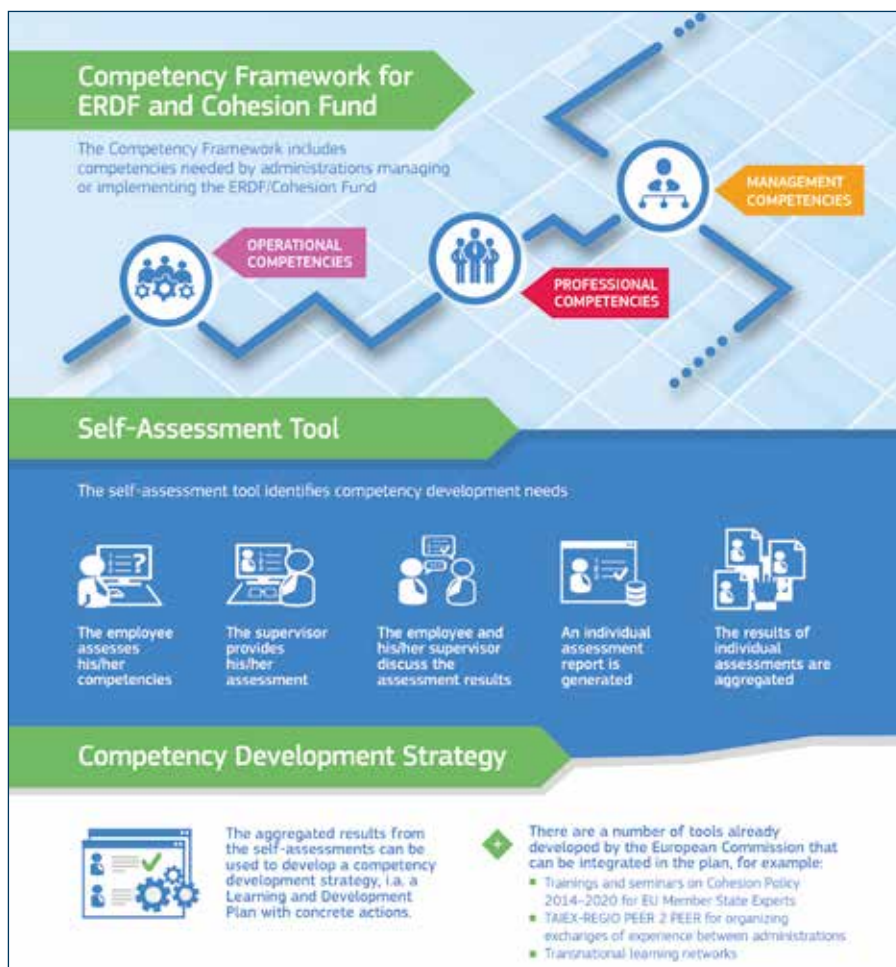 Competency Framework for
ERDF and Cohesion Fund
The Competency Framework includes
competencies needed by administrations managing
or implementing the ERDF/Cohesion Fund
MANAGEMENT
COMPETENCIES
OPERATIONAL
COMPETENCIES
PROFESSIONAL
COMPETENCIES
Self-Assessment Tool
The self-assessment tool identifies competency development needs
?
The employee
assesses
his/her
competencies
The supervisor
provides
his/her
assessment
The employee and
his/her supervisor
discuss the
assessment results
An individual
assessment
report is
generated
The results of
individual
assessments are
aggregated
Competency Development Strategy
The aggregated results from
the self-assessments can be
used to develop a competency
development strategy, i.a. a
Learning and Development
Plan with concrete actions.
There are a number of tools already
developed by the European Commission that
can be integrated in the plan, for example:
Trainings and seminars on Cohesion Policy
2014-2020 for EU Member State Experts
TAIEX-REGIO PEER 2 PEER for organizing
exchanges of experience between administrations
Transnational learning networks